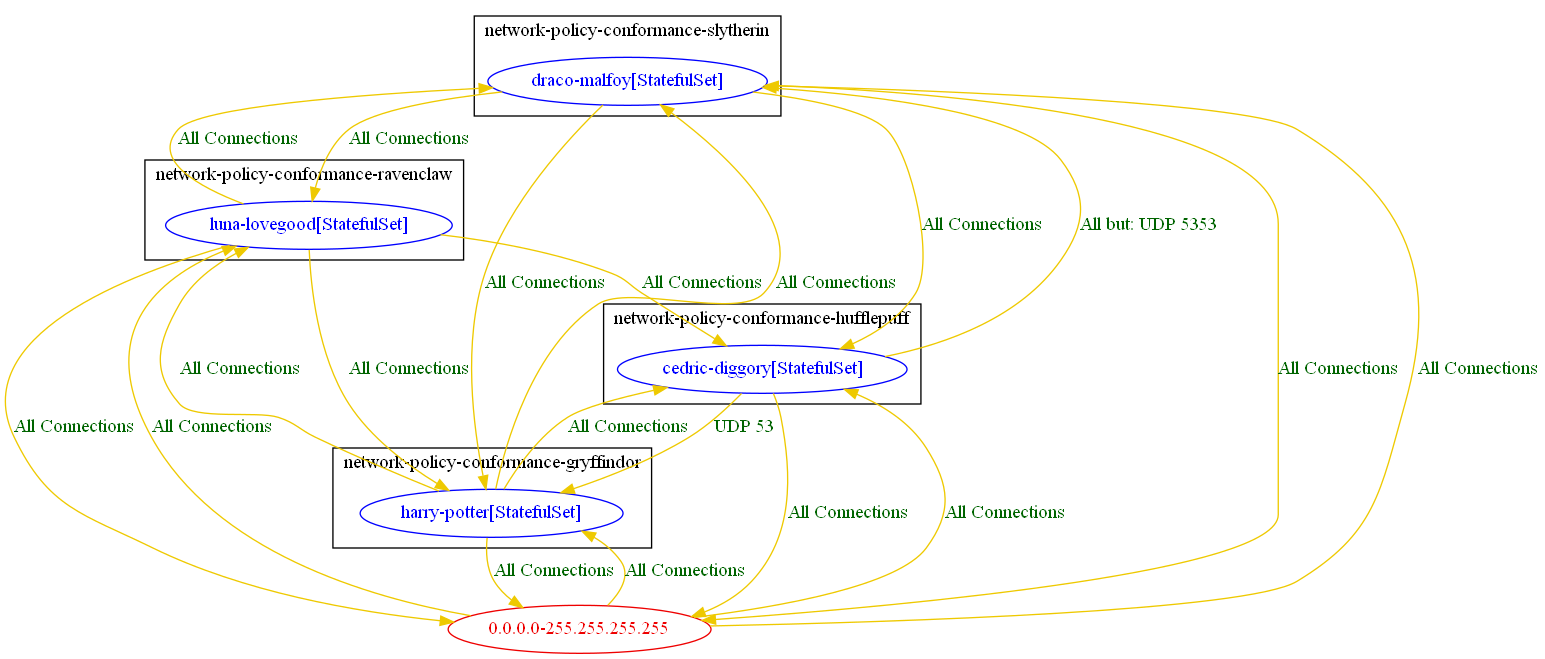 network-policy-conformance-slytherin
draco-malfoy[StatefulSet]
All Connections
All Connections
network-policy-conformance-ravenclaw
luna-lovegood[StatefulSet]
All Connections
All but: UDP 5353
All Connections
All Connections
All Connections
network-policy-conformance-hufflepuff
cedric-diggory[StatefulSet]
All Connections
All Connections
All Connections
All Connections
All Connections
All Connections
All Connections
UDP 53
network-policy-conformance-gryffindor
harry-potter[StatefulSet]
All Connections
All Connections
All Connections
All Connections
0.0.0.0-255.255.255.255